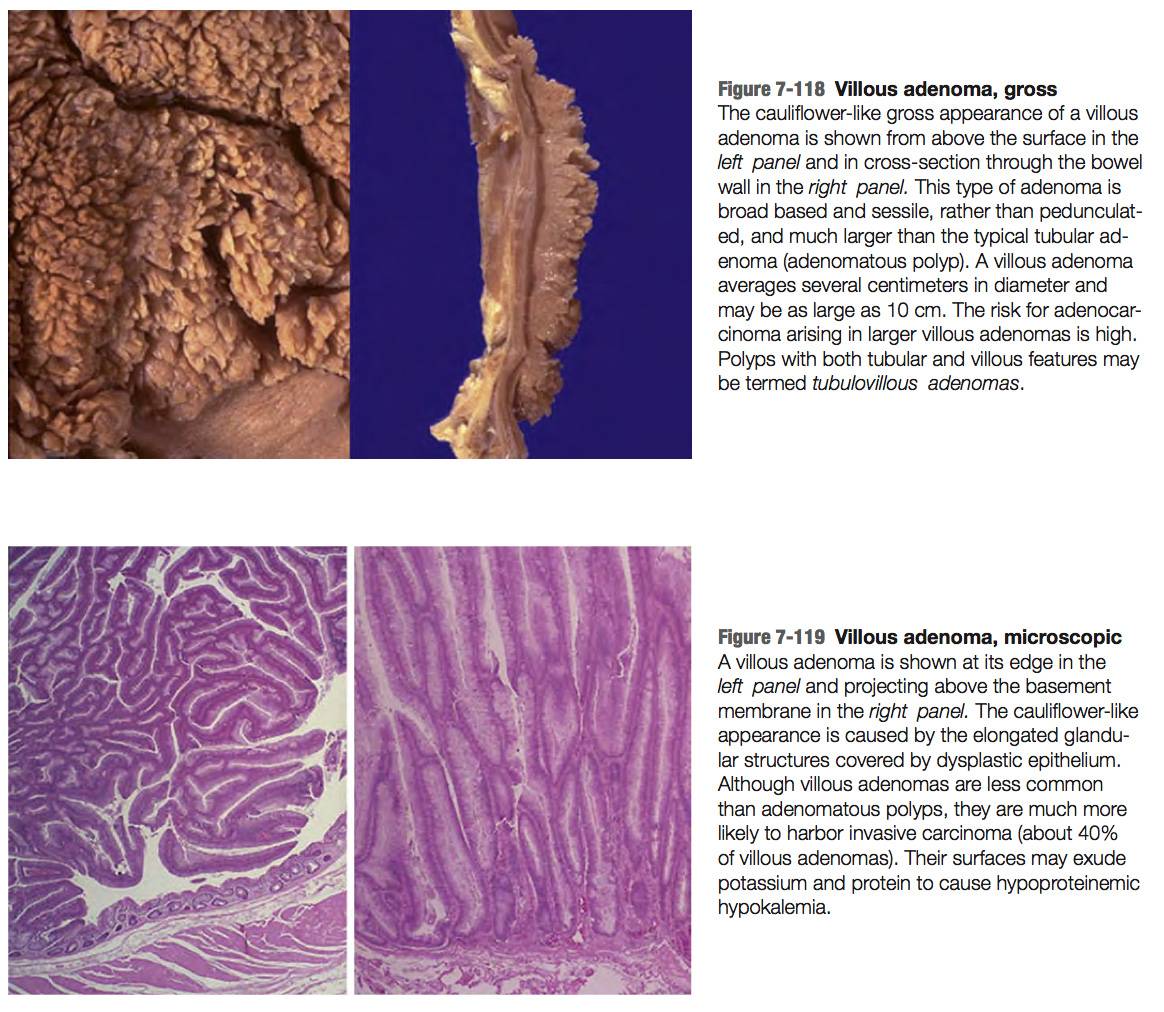 Figure 7-118 Villous adenoma, gross
The cauliflower-like gross appearance of a villous
adenoma is shown from above the surface in the
left panel and in cross-section through the bowel
wall in the right panel. This type of adenoma is
broad based and sessile, rather than pedunculat-
ed, and much larger than the typical tubular ad-
enoma (adenomatous polyp). A villous adenoma
averages several centimeters in diameter and
may be as large as 10 cm. The risk for adenocar-
cinoma arising in larger villous adenomas is high.
Polyps with both tubular and villous features may
be termed tubulovillous adenomas.
Figure 7-119 Villous adenoma, microscopic
A villous adenoma is shown at its edge in the
left panel and projecting above the basement
membrane in the right panel. The cauliflower-like
appearance is caused by the elongated glandu-
lar structures covered by dysplastic epithelium.
Although villous adenomas are less common
than adenomatous polyps, they are much more
likely to harbor invasive carcinoma (about 40%
of villous adenomas). Their surfaces may exude
potassium and protein to cause hypoproteinemic
hypokalemia.